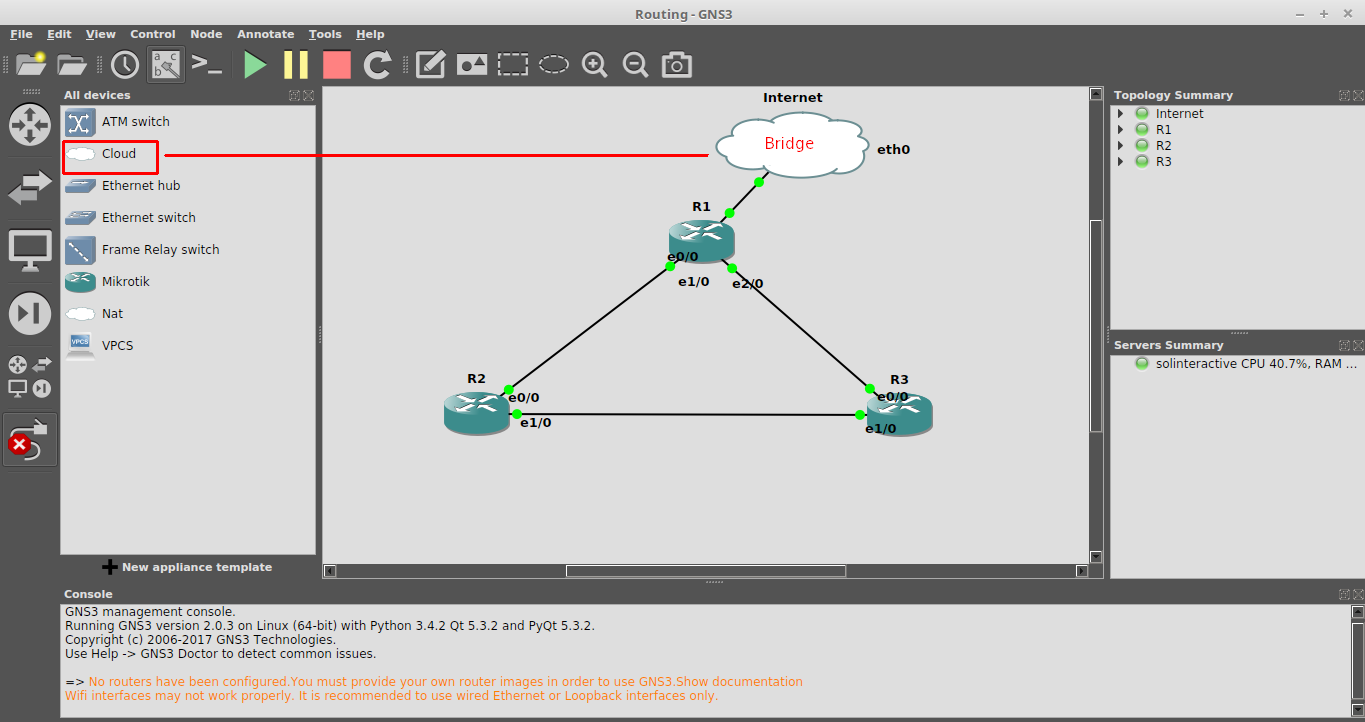 Routing - GNS3
File Edit View Control Node Annotate Tools Help
All devices
ATM switch
Cloud
Ethernet hub
Ethernet switch
Frame Relay switch
Mikrotik
Nat
VPCS
VPCS
New appliance template
Internet
Bridge
eth0
R1
e0/0
e1/0
e2/0
R2
e0/0
e1/0
R3
e0/0
e1/0
Topology Summary
Internet
R1
R2
R3
Servers Summary
solinteractive CPU 40.7%, RAM ...
Console
GNS3 management console.
Running GNS3 version 2.0.3 on Linux (64-bit) with Python 3.4.2 Qt 5.3.2 and PyQt 5.3.2.
Copyright (c) 2006-2017 GNS3 Technologies.
Use Help -> GNS3 Doctor to detect common issues.
=> No routers have been configured.You must provide your own router images in order to use GNS3.Show documentation
Wifi interfaces may not work properly. It is recommended to use wired Ethernet or Loopback interfaces only.